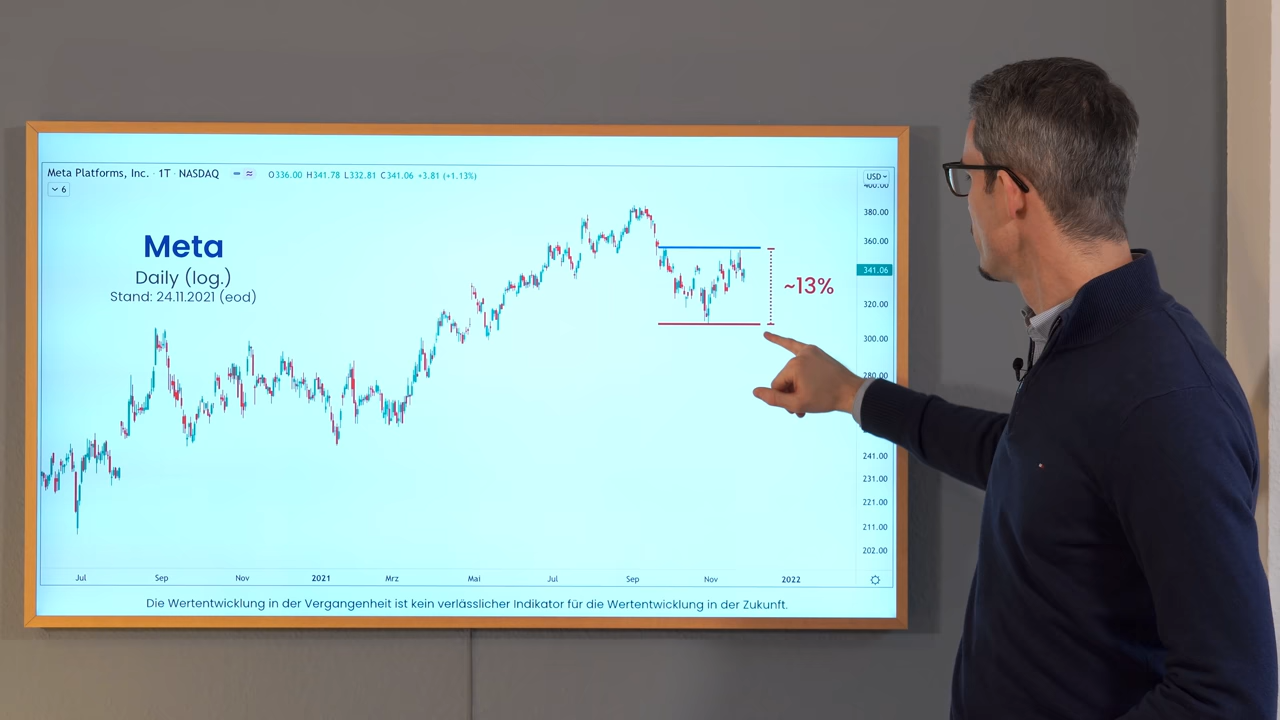 Meta Platforms, Inc. · 1T · NASDAQ O336.00 H341.78 L332.81 C341.06 +3.81 (+1.13%)
USD
6
400.00
Meta
Daily (log.)
Stand: 24.11.2021 (eod)
380.00
360.00
341.06
~13%
320.00
300.00
280.00
241.00
231.00
221.00
211.00
202.00
Jul Sep Nov 2021 Mrz Mai Jul Sep Nov 2022
Die Wertentwicklung in der Vergangenheit ist kein verlässlicher Indikator für die Wertentwicklung in der Zukunft.